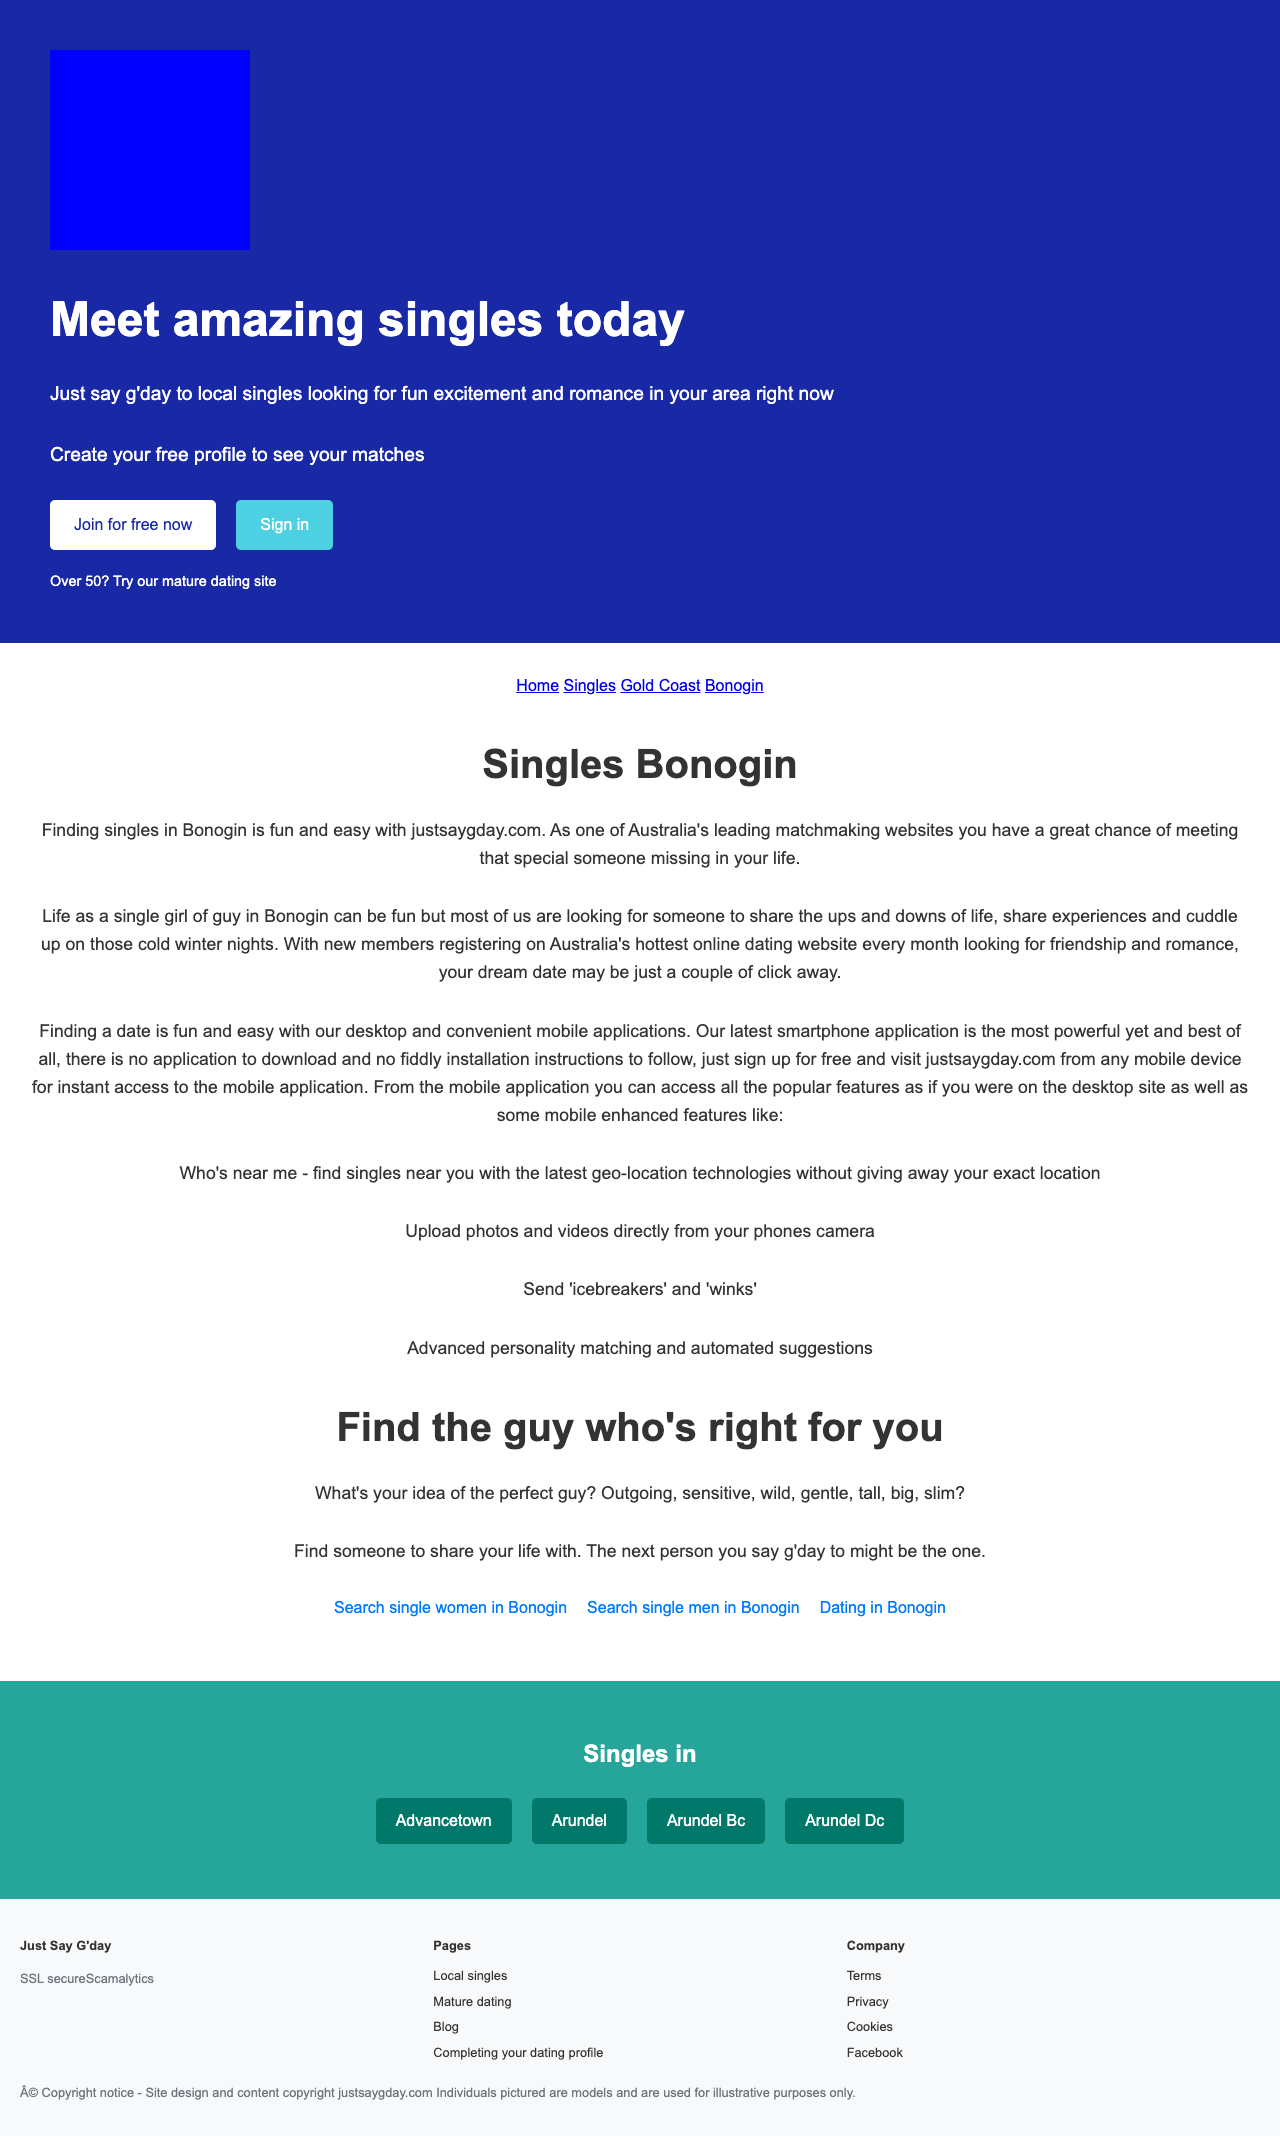 Meet amazing singles today
Just say g'day to local singles looking for fun excitement and romance in your area right now
Create your free profile to see your matches
Join for free now
Sign in
Over 50? Try our mature dating site
Home Singles Gold Coast Bonogin
Singles Bonogin
Finding singles in Bonogin is fun and easy with justsaygday.com. As one of Australia's leading matchmaking websites you have a great chance of meeting
that special someone missing in your life.
Life as a single girl of guy in Bonogin can be fun but most of us are looking for someone to share the ups and downs of life, share experiences and cuddle
up on those cold winter nights. With new members registering on Australia's hottest online dating website every month looking for friendship and romance,
your dream date may be just a couple of click away.
Finding a date is fun and easy with our desktop and convenient mobile applications. Our latest smartphone application is the most powerful yet and best of
all, there is no application to download and no fiddly installation instructions to follow, just sign up for free and visit justsaygday.com from any mobile device
for instant access to the mobile application. From the mobile application you can access all the popular features as if you were on the desktop site as well as
some mobile enhanced features like:
Who's near me - find singles near you with the latest geo-location technologies without giving away your exact location
Upload photos and videos directly from your phones camera
Send 'icebreakers' and 'winks'
Advanced personality matching and automated suggestions
Find the guy who's right for you
What's your idea of the perfect guy? Outgoing, sensitive, wild, gentle, tall, big, slim?
Find someone to share your life with. The next person you say g'day to might be the one.
Search single women in Bonogin Search single men in Bonogin Dating in Bonogin
Singles in
Advancetown Arundel Arundel Bc Arundel Dc
Just Say G'day
SSL secureScamalytics
Pages
Local singles
Mature dating
Blog
Completing your dating profile
Company
Terms
Privacy
Cookies
Facebook
Â© Copyright notice - Site design and content copyright justsaygday.com Individuals pictured are models and are used for illustrative purposes only.